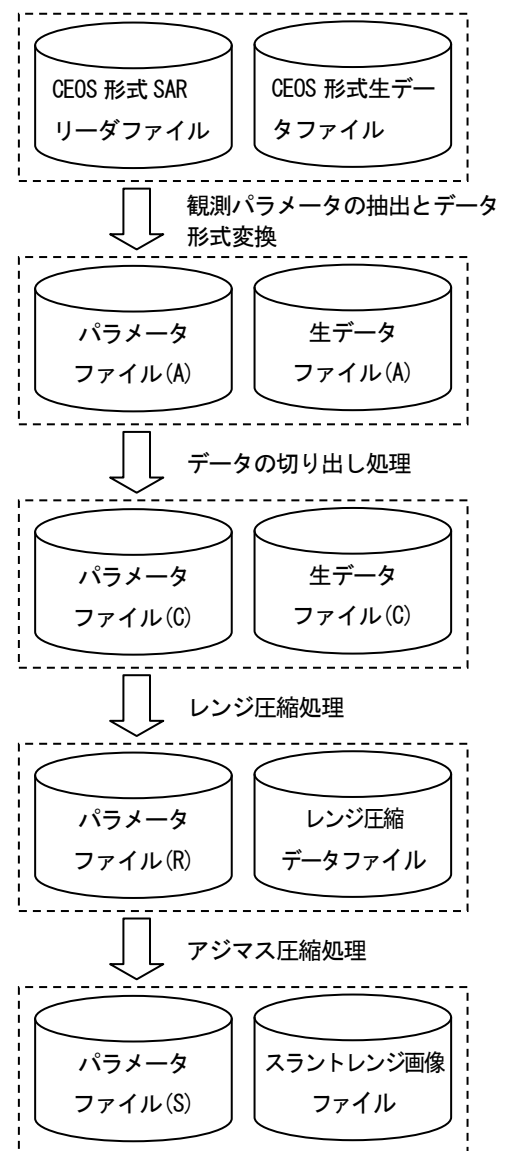 CEOS 形式 SAR
リーダファイル
CEOS 形式生デー
タファイル
観測パラメータの抽出とデータ
形式変換
パラメータ
ファイル(A)
生データ
ファイル(A)
データの切り出し処理
パラメータ
ファイル(C)
生データ
ファイル(C)
レンジ圧縮処理
パラメータ
ファイル(R)
レンジ圧縮
データファイル
アジマス圧縮処理
パラメータ
ファイル(S)
スラントレンジ画像
ファイル